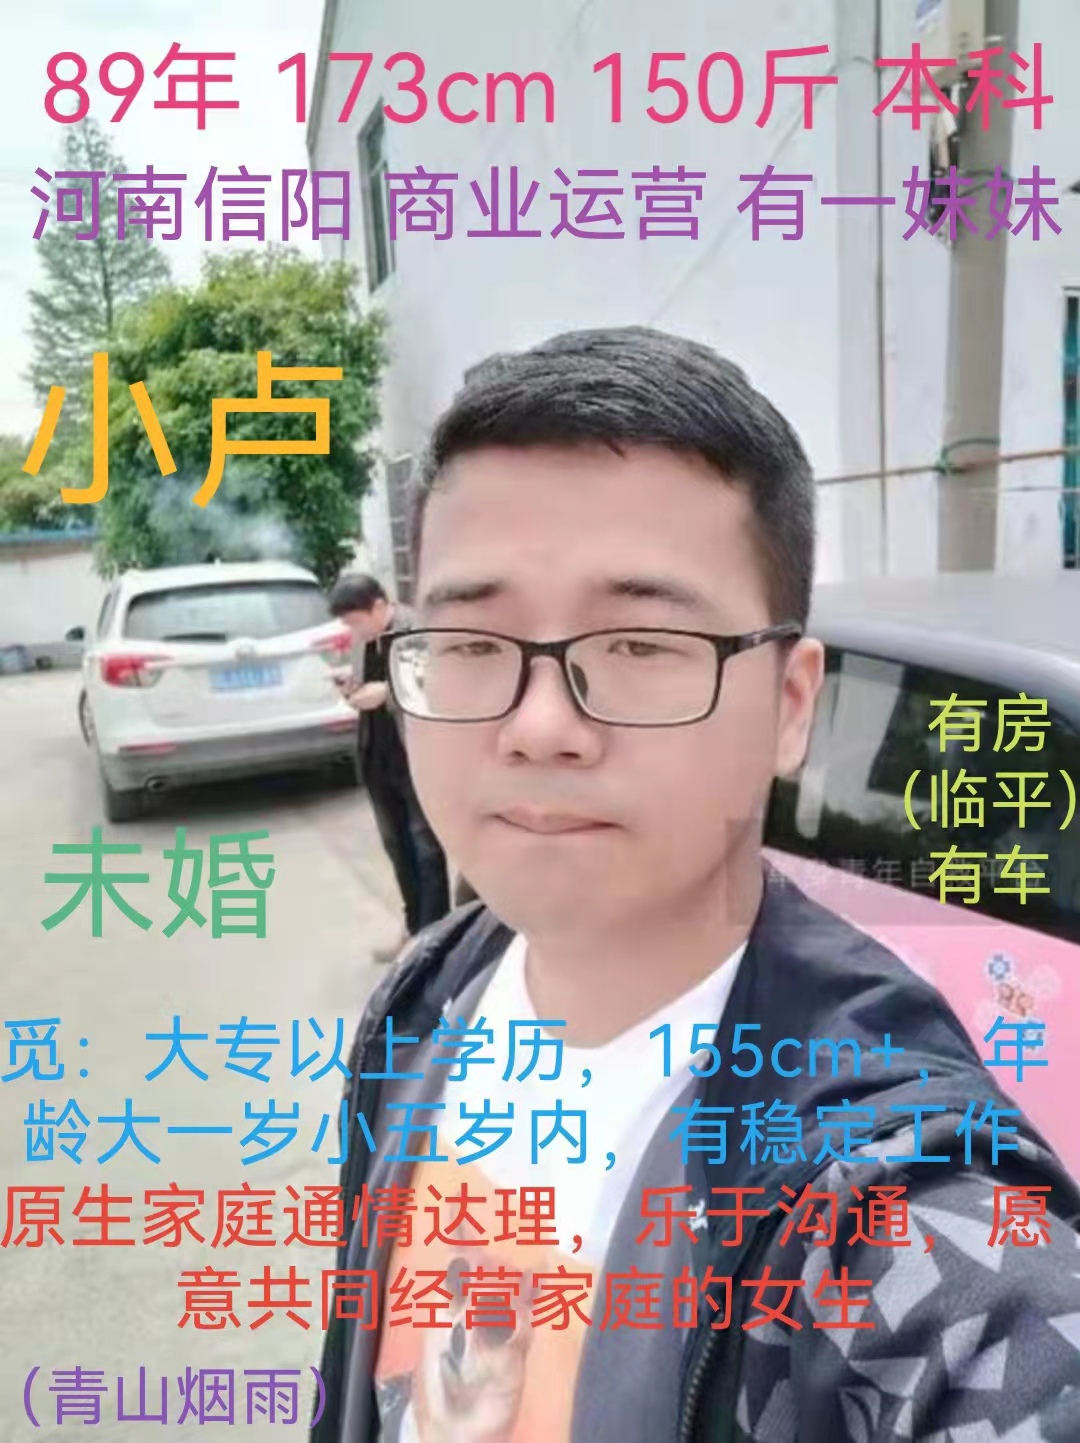 89年 173cm 150斤 本科
河南信阳 商业运营 有一妹妹
小卢
有房
（临平）
有车
未婚
觅：大专以上学历，155cm+，年
龄大一岁小五岁内，有稳定工作
原生家庭通情达理，乐于沟通，愿
意共同经营家庭的女生
（青山烟雨）